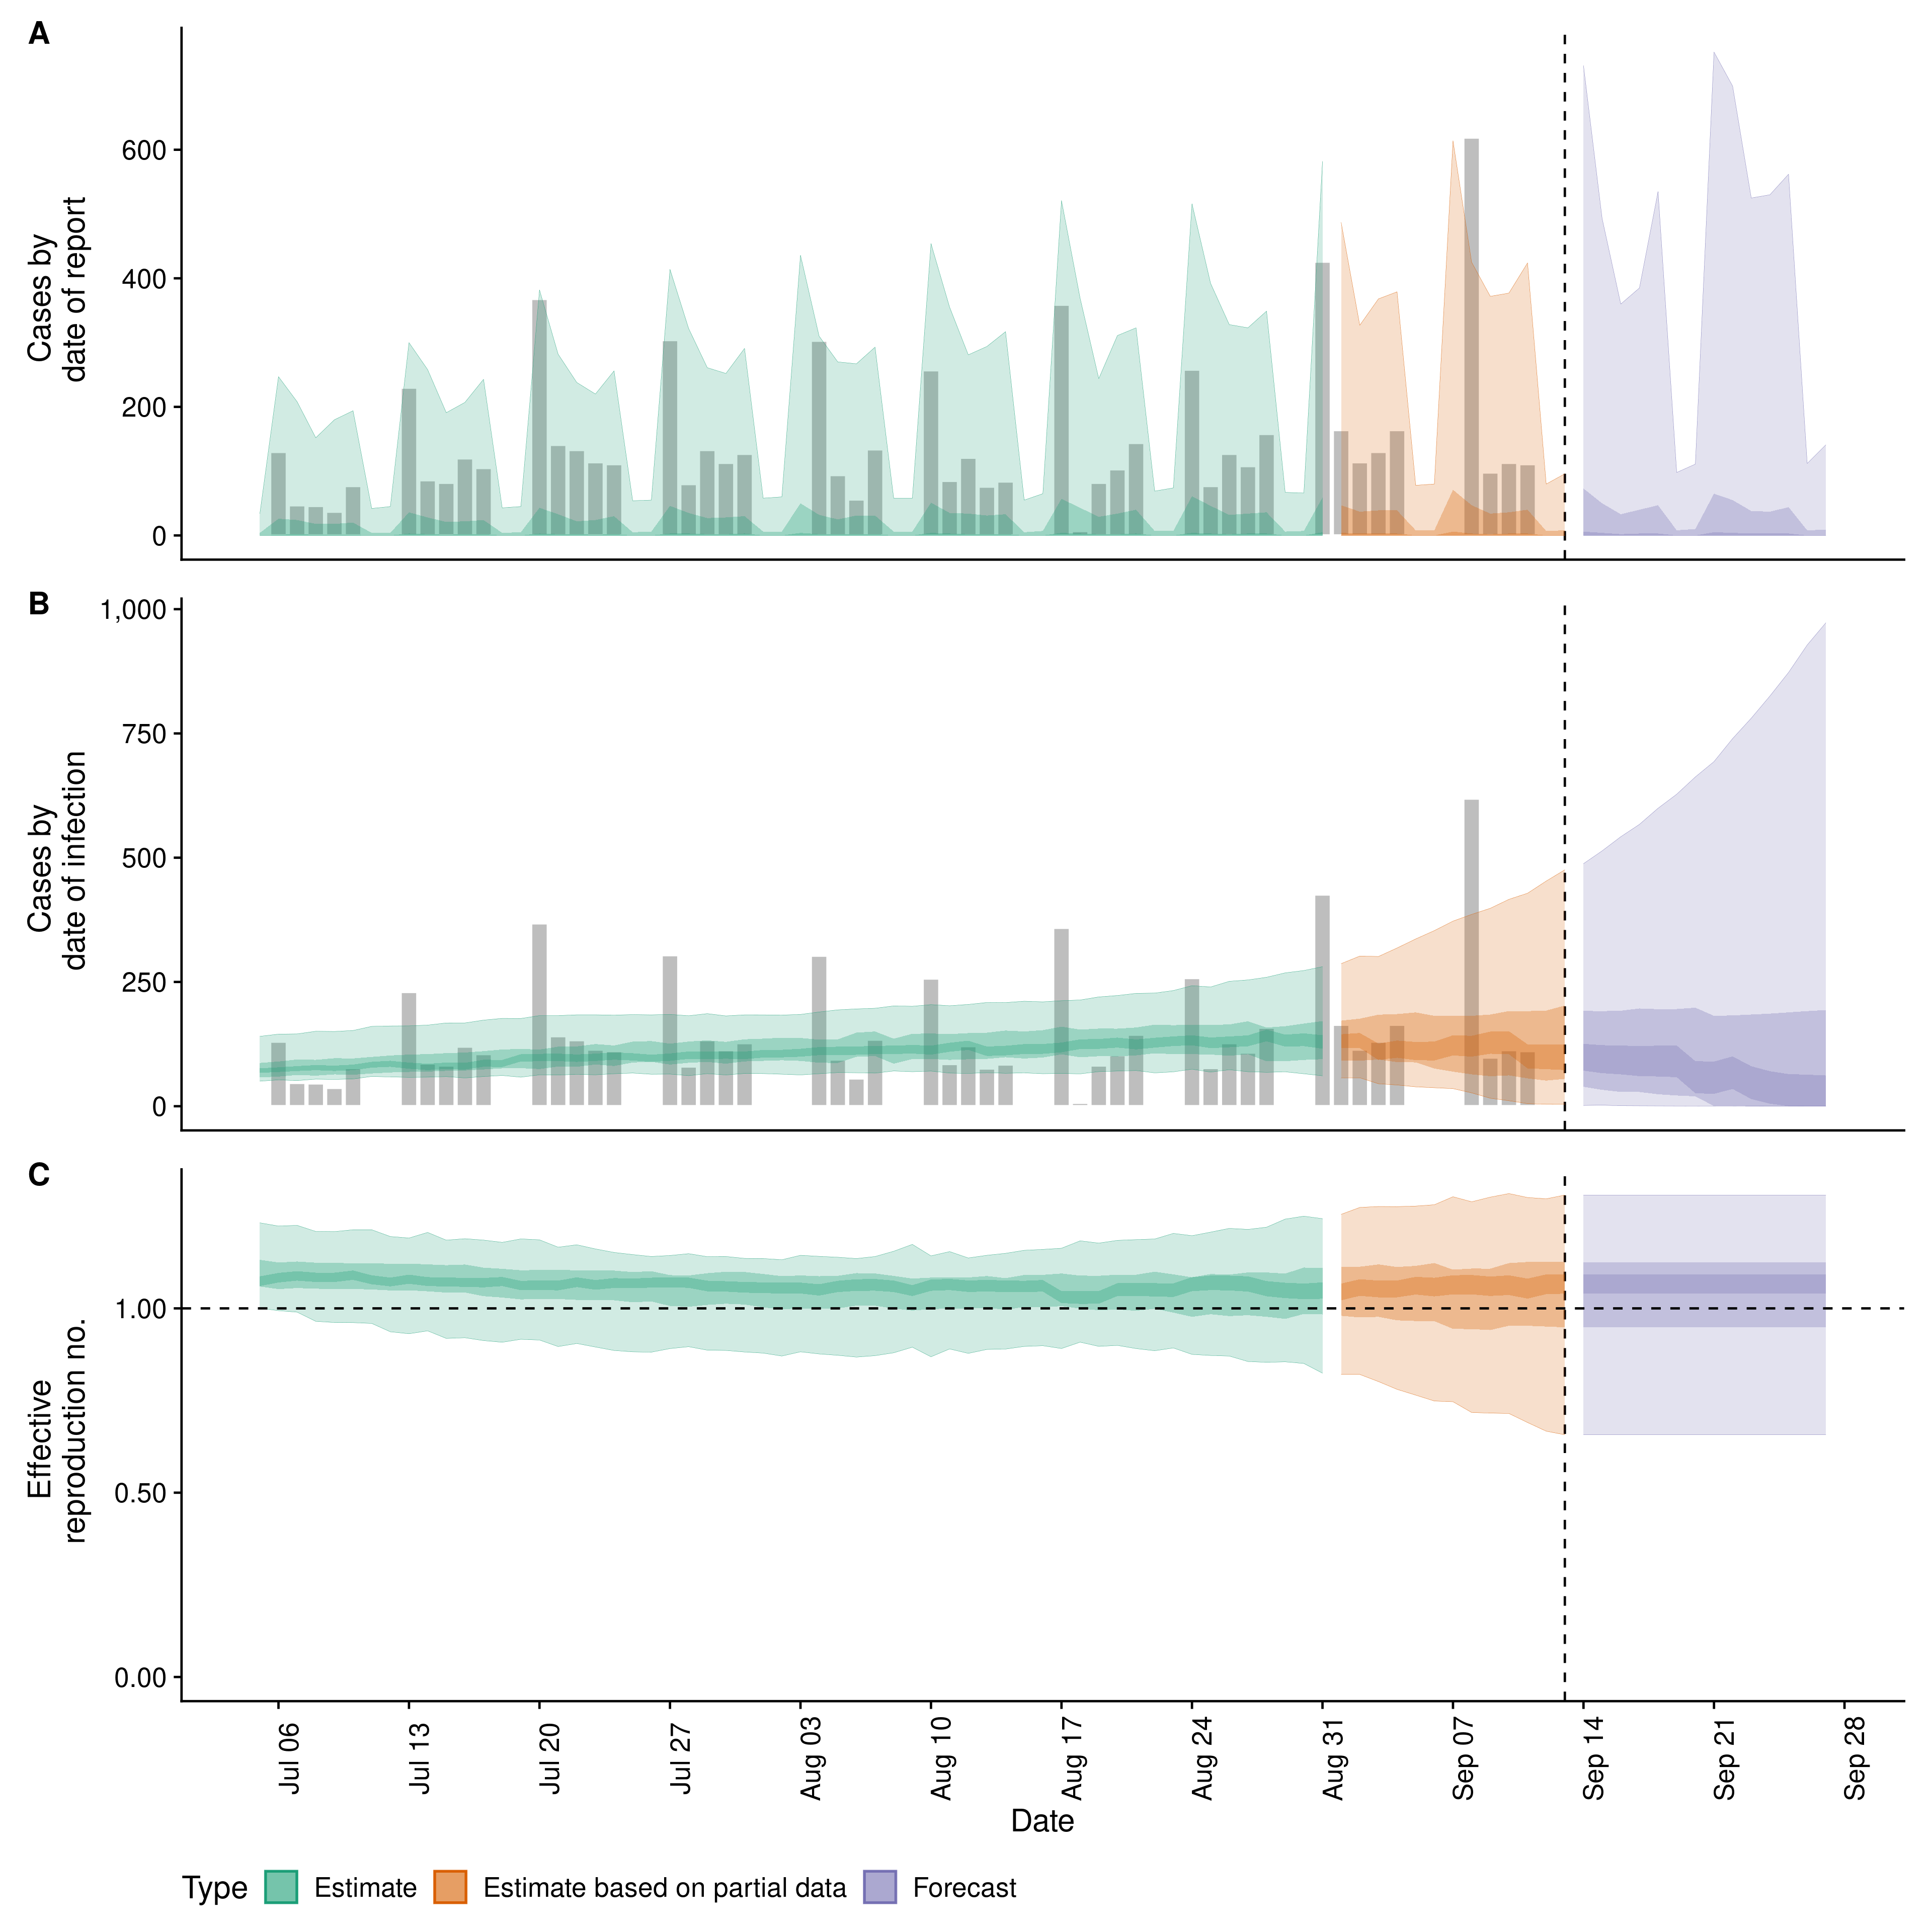 A
Cases by
date of report
600
400
200
0
B
Cases by
date of infection
1,000
750
500
250
0
C
Effective
reproduction no.
1.00
0.50
0.00
Jul 06
Jul 13
Jul 20
Jul 27
Aug 03
Aug 10
Aug 17
Aug 24
Aug 31
Sep 07
Sep 14
Sep 21
Sep 28
Date
Type Estimate Estimate based on partial data Forecast